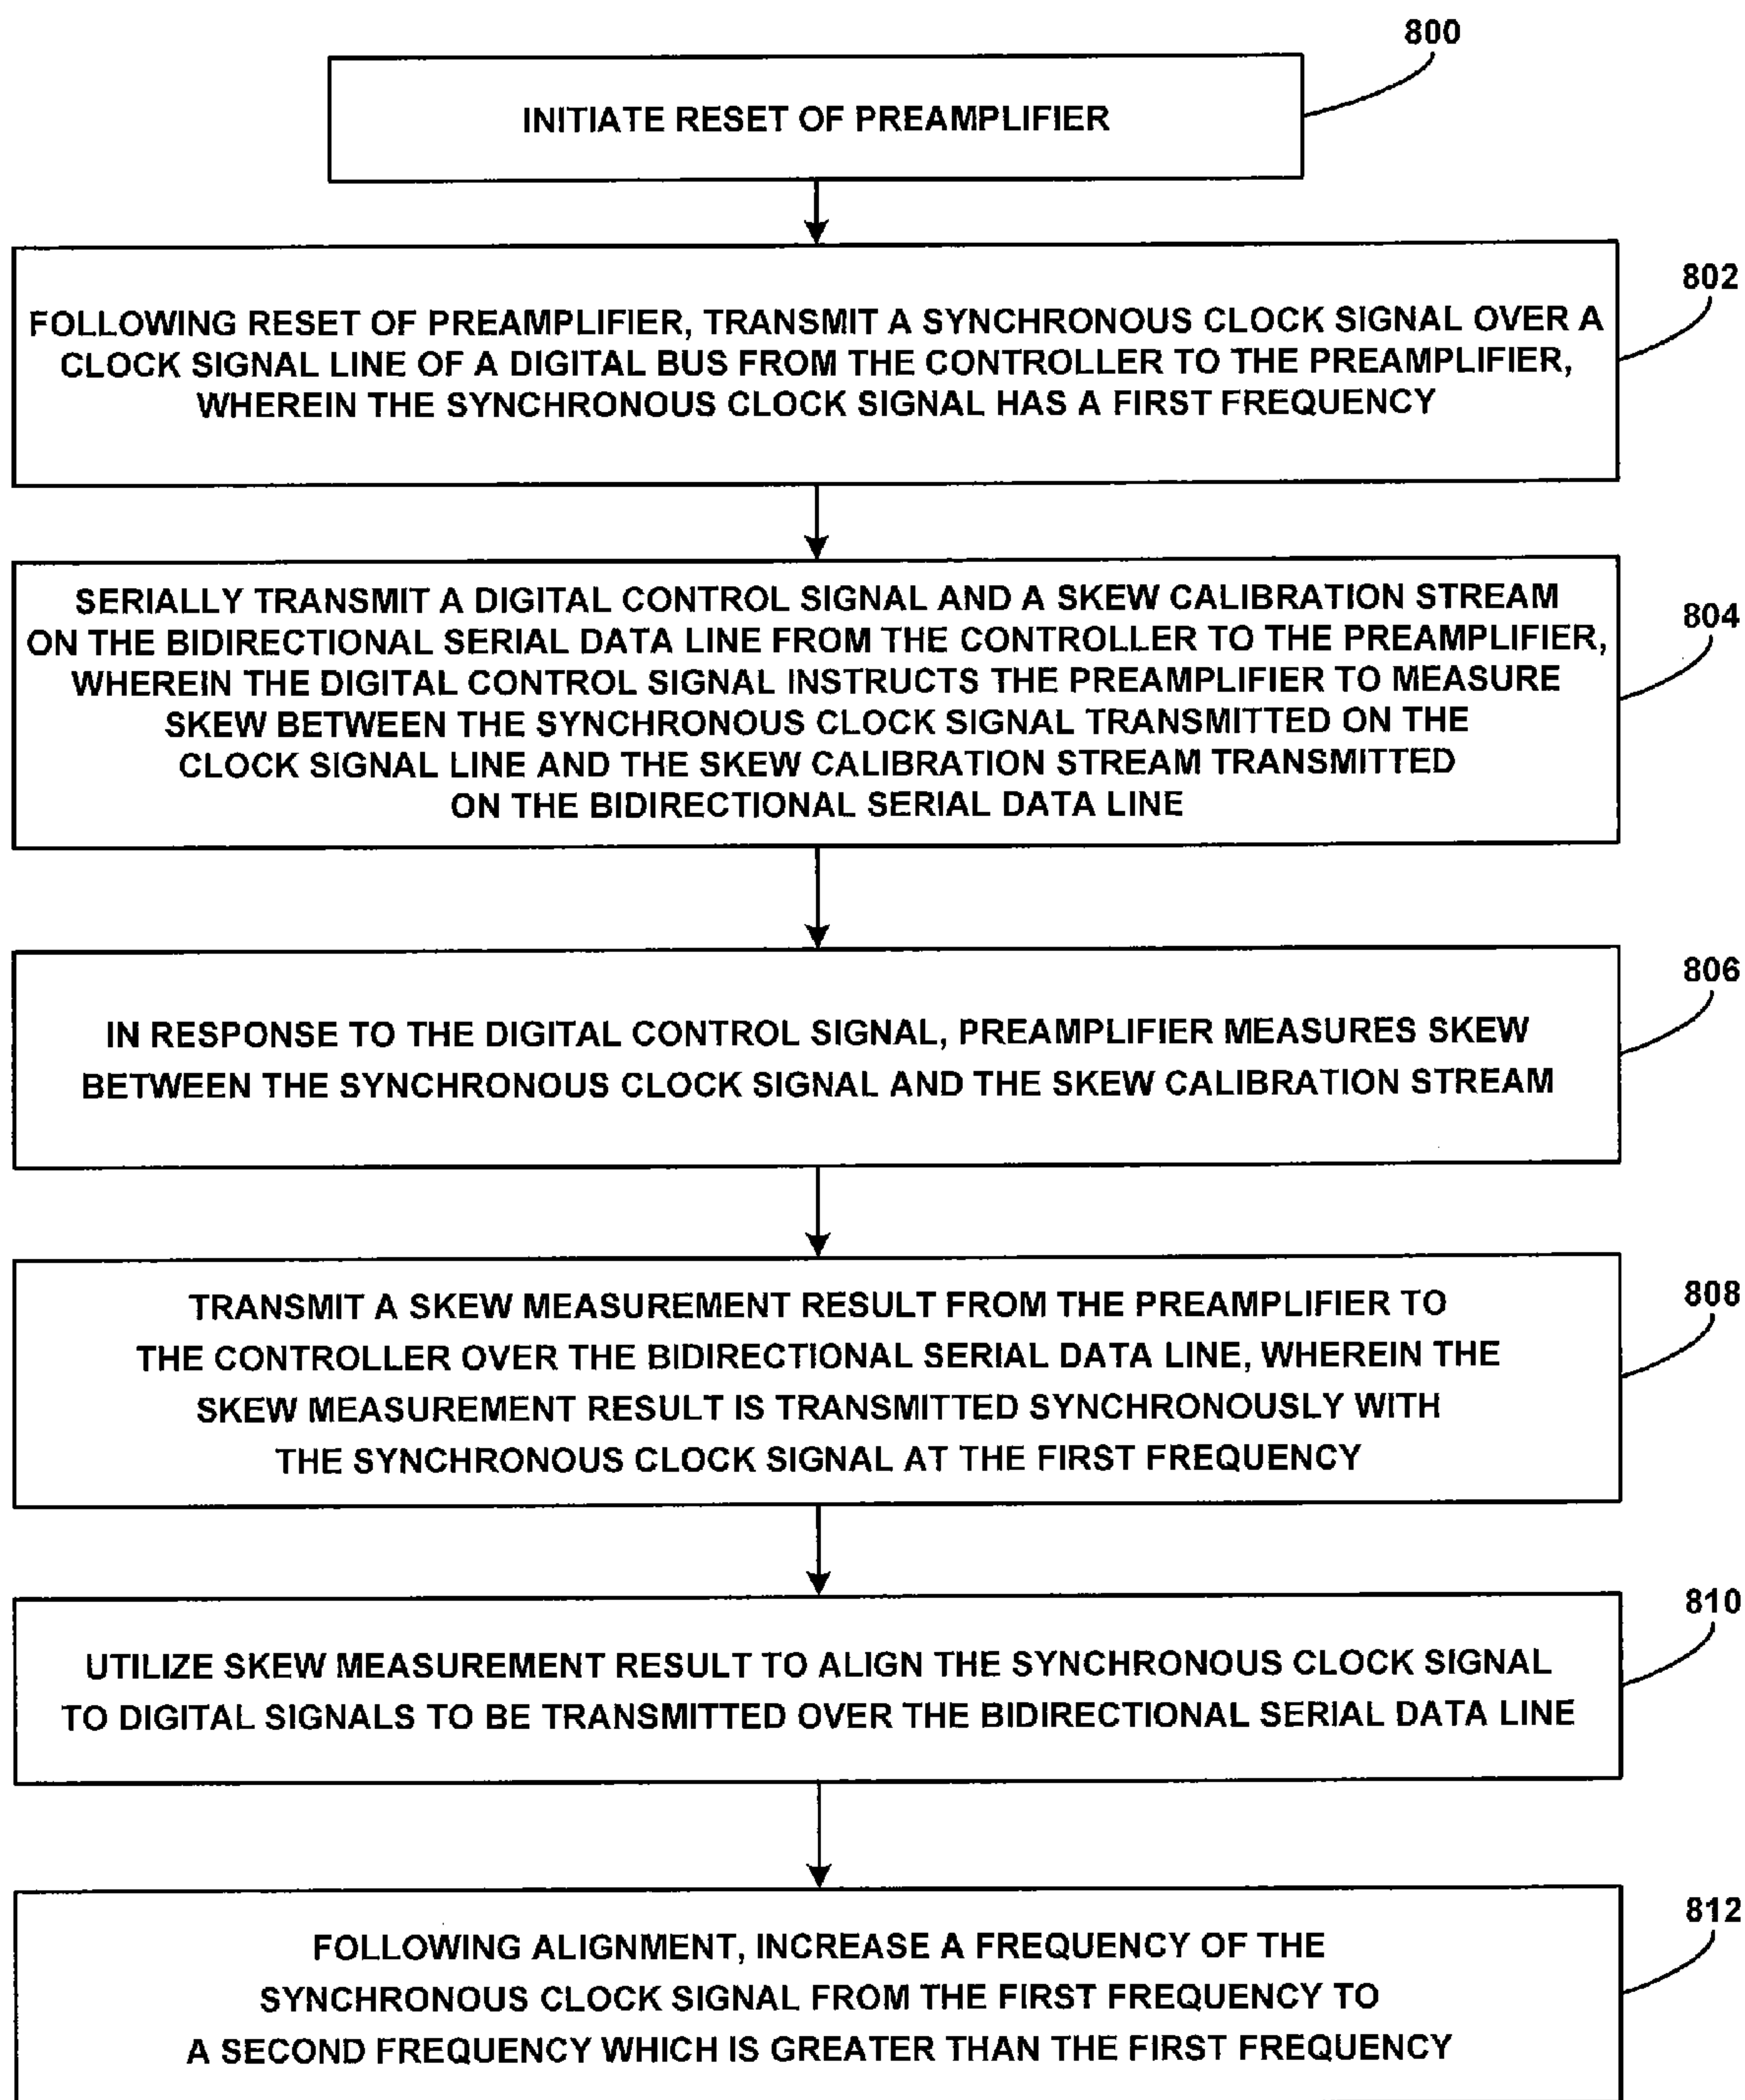 800
INITIATE RESET OF PREAMPLIFIER
802
FOLLOWING RESET OF PREAMPLIFIER, TRANSMIT A SYNCHRONOUS CLOCK SIGNAL OVER A
CLOCK SIGNAL LINE OF A DIGITAL BUS FROM THE CONTROLLER TO THE PREAMPLIFIER,
WHEREIN THE SYNCHRONOUS CLOCK SIGNAL HAS A FIRST FREQUENCY
804
SERIALLY TRANSMIT A DIGITAL CONTROL SIGNAL AND A SKEW CALIBRATION STREAM
ON THE BIDIRECTIONAL SERIAL DATA LINE FROM THE CONTROLLER TO THE PREAMPLIFIER,
WHEREIN THE DIGITAL CONTROL SIGNAL INSTRUCTS THE PREAMPLIFIER TO MEASURE
SKEW BETWEEN THE SYNCHRONOUS CLOCK SIGNAL TRANSMITTED ON THE
CLOCK SIGNAL LINE AND THE SKEW CALIBRATION STREAM TRANSMITTED
ON THE BIDIRECTIONAL SERIAL DATA LINE
806
IN RESPONSE TO THE DIGITAL CONTROL SIGNAL, PREAMPLIFIER MEASURES SKEW
BETWEEN THE SYNCHRONOUS CLOCK SIGNAL AND THE SKEW CALIBRATION STREAM
808
TRANSMIT A SKEW MEASUREMENT RESULT FROM THE PREAMPLIFIER TO
THE CONTROLLER OVER THE BIDIRECTIONAL SERIAL DATA LINE, WHEREIN THE
SKEW MEASUREMENT RESULT IS TRANSMITTED SYNCHRONOUSLY WITH
THE SYNCHRONOUS CLOCK SIGNAL AT THE FIRST FREQUENCY
810
UTILIZE SKEW MEASUREMENT RESULT TO ALIGN THE SYNCHRONOUS CLOCK SIGNAL
TO DIGITAL SIGNALS TO BE TRANSMITTED OVER THE BIDIRECTIONAL SERIAL DATA LINE
812
FOLLOWING ALIGNMENT, INCREASE A FREQUENCY OF THE
SYNCHRONOUS CLOCK SIGNAL FROM THE FIRST FREQUENCY TO
A SECOND FREQUENCY WHICH IS GREATER THAN THE FIRST FREQUENCY